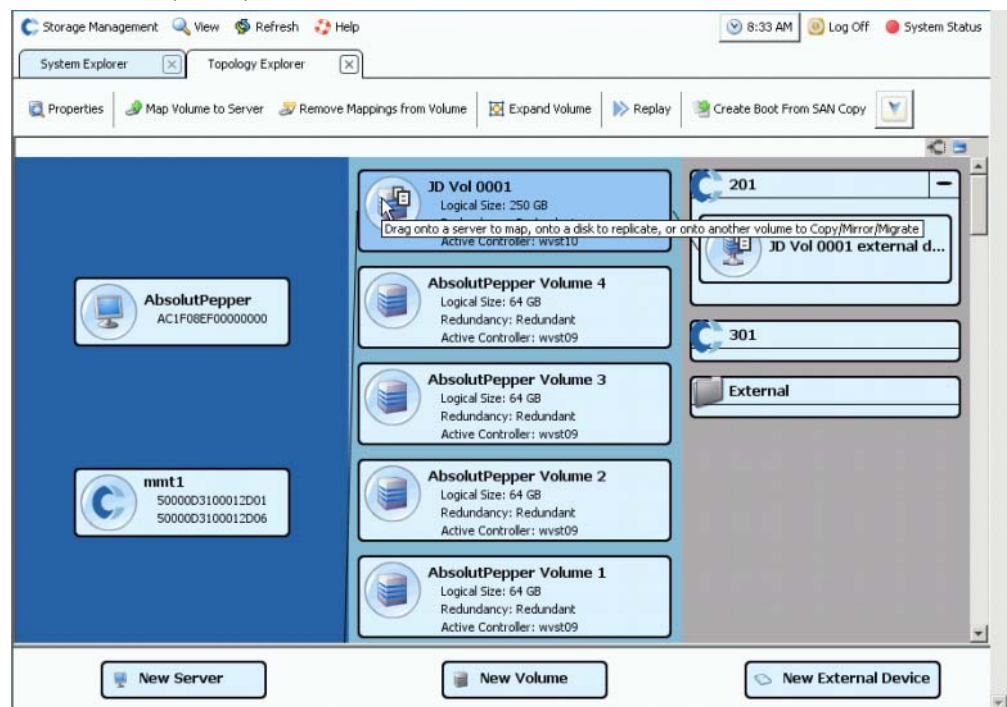 Storage Management View Refresh Help 8:33 AM Log Off System Status
System Explorer Topology Explorer
Properties Map Volume to Server Remove Mappings from Volume Expand Volume Replay Create Boot From SAN Copy
AbsolutPepper
AC1F08EF00000000
mmt1
50000D3100012D01
50000D3100012D06
JD Vol 0001
Logical Size: 250 GB
Drag onto a server to map, onto a disk to replicate, or onto another volume to Copy/Mirror/Migrate
Active Controller: wvst10
AbsolutPepper Volume 4
Logical Size: 64 GB
Redundancy: Redundant
Active Controller: wvst09
AbsolutPepper Volume 3
Logical Size: 64 GB
Redundancy: Redundant
Active Controller: wvst09
AbsolutPepper Volume 2
Logical Size: 64 GB
Redundancy: Redundant
Active Controller: wvst09
AbsolutPepper Volume 1
Logical Size: 64 GB
Redundancy: Redundant
Active Controller: wvst09
201
JD Vol 0001 external d...
301
External
New Server New Volume New External Device